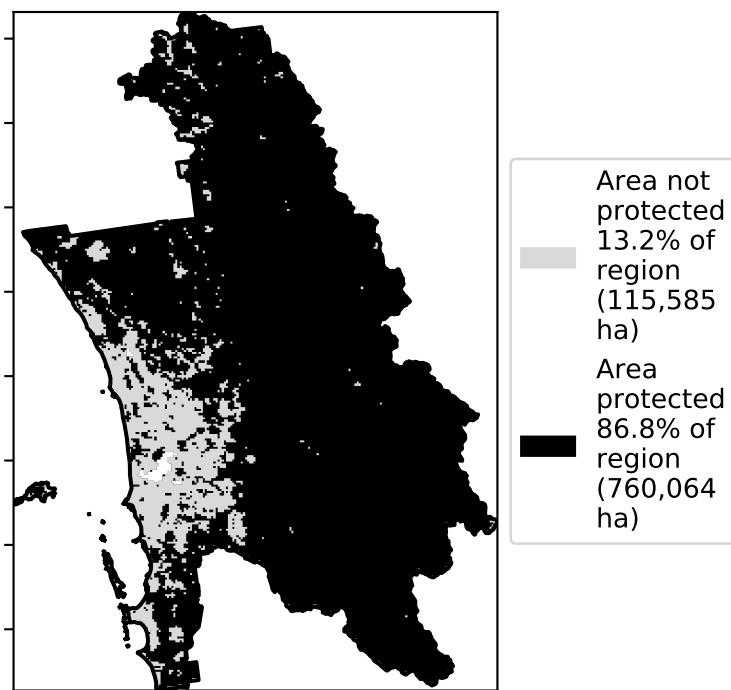 Area not
protected
13.2% of
region
(115,585
ha)
Area
protected
86.8% of
region
(760,064
ha)